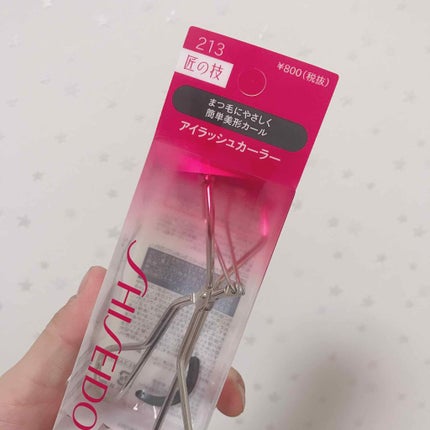 213
匠の技
¥800(税抜)
まつ毛にやさしく
簡単美形カール
アイラッシュカーラー
SHISEIDO